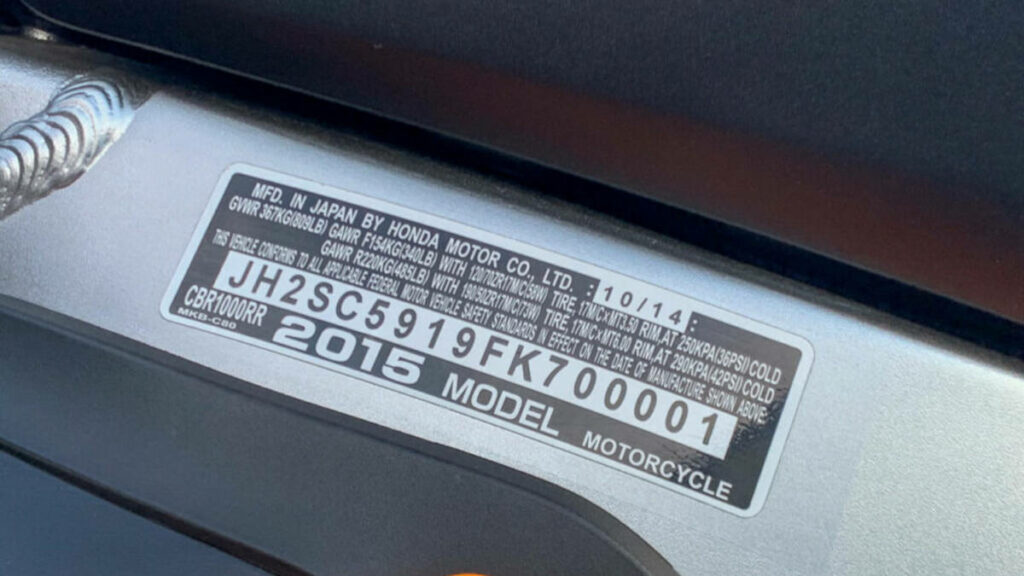 MFD. IN JAPAN BY HONDA MOTOR CO., LTD. : 10/14 :
GVWR 367KG(809LB) GAWR F154KG(340LB) WITH 120/70ZR17M/C(58W) TIRE, 17M/C×MT3.50 RIM, AT 250KPA(36PSI) COLD
GAWR R220KG(485LB) WITH 190/50ZR17M/C(73W) TIRE, 17M/C×MT6.00 RIM, AT 290KPA(42PSI) COLD
THIS VEHICLE CONFORMS TO ALL APPLICABLE FEDERAL MOTOR VEHICLE SAFETY STANDARDS IN EFFECT ON THE DATE OF MANUFACTURE SHOWN ABOVE.
JH2SC5919FK700001
CBR1000RR 2015 MODEL MOTORCYCLE
MKB-C80